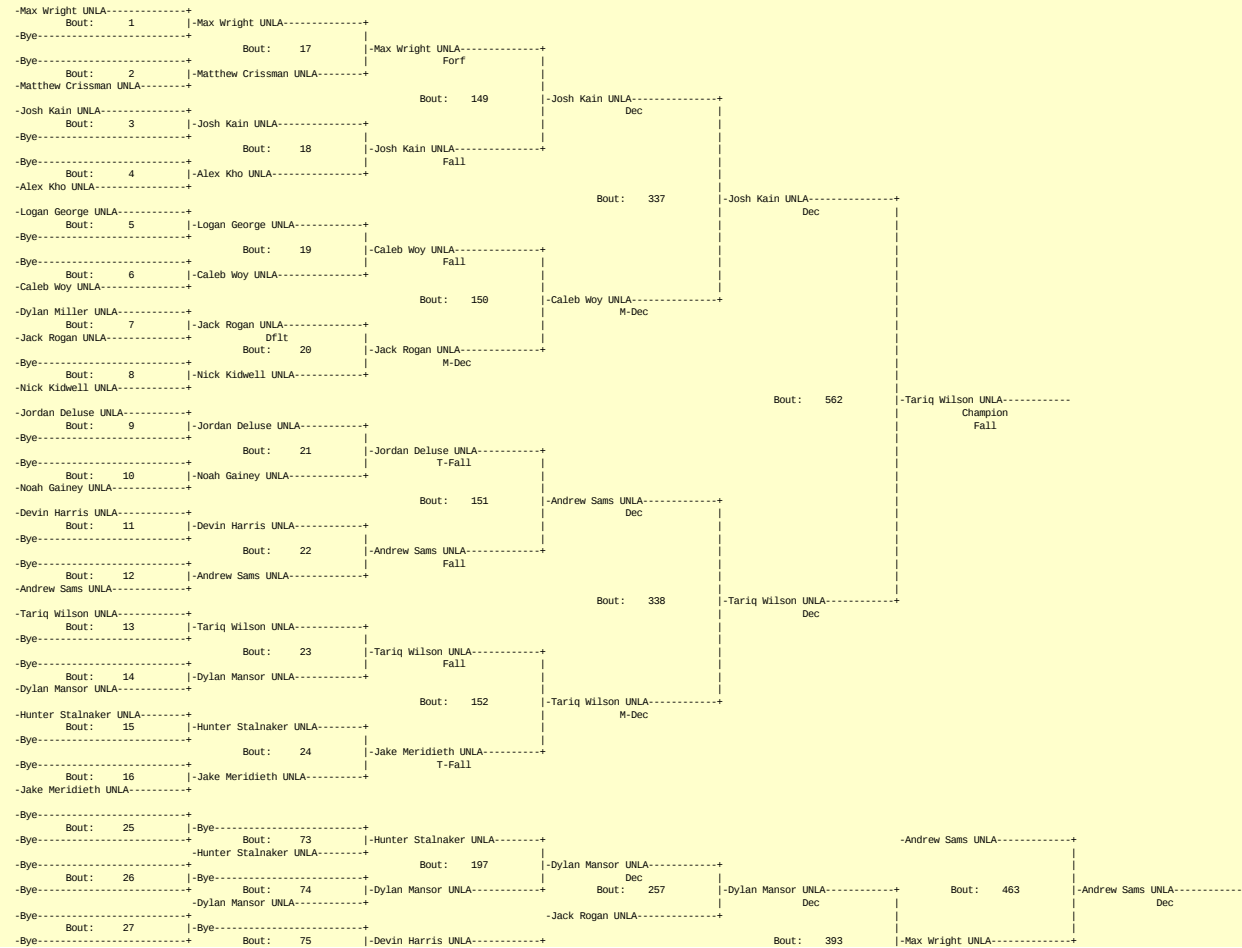 -Max Wright UNLA--------------+
Bout: 1 |-Max Wright UNLA--------------+
-Bye--------------------------+ |
Bout: 17 |-Max Wright UNLA--------------+
-Bye--------------------------+ | Forf |
Bout: 2 |-Matthew Crissman UNLA--------+ |
-Matthew Crissman UNLA--------+ |
Bout: 149 |-Josh Kain UNLA---------------+
-Josh Kain UNLA---------------+ | Dec |
Bout: 3 |-Josh Kain UNLA---------------+ | |
-Bye--------------------------+ | | |
Bout: 18 |-Josh Kain UNLA---------------+ |
-Bye--------------------------+ | Fall |
Bout: 4 |-Alex Kho UNLA----------------+ |
-Alex Kho UNLA----------------+ |
Bout: 337 |-Josh Kain UNLA---------------+
-Logan George UNLA------------+ | Dec |
Bout: 5 |-Logan George UNLA------------+ | |
-Bye--------------------------+ | | |
Bout: 19 |-Caleb Woy UNLA---------------+ | |
-Bye--------------------------+ | Fall | | |
Bout: 6 |-Caleb Woy UNLA---------------+ | | |
-Caleb Woy UNLA---------------+ | | |
Bout: 150 |-Caleb Woy UNLA---------------+ |
-Dylan Miller UNLA------------+ | M-Dec |
Bout: 7 |-Jack Rogan UNLA--------------+ | |
-Jack Rogan UNLA--------------+ Dflt | | |
Bout: 20 |-Jack Rogan UNLA--------------+ |
-Bye--------------------------+ | M-Dec |
Bout: 8 |-Nick Kidwell UNLA------------+ |
-Nick Kidwell UNLA------------+ |
Bout: 562 |-Tariq Wilson UNLA------------
-Jordan Deluse UNLA-----------+ | Champion
Bout: 9 |-Jordan Deluse UNLA-----------+ | Fall
-Bye--------------------------+ | |
Bout: 21 |-Jordan Deluse UNLA-----------+ |
-Bye--------------------------+ | T-Fall | |
Bout: 10 |-Noah Gainey UNLA-------------+ | |
-Noah Gainey UNLA-------------+ | |
Bout: 151 |-Andrew Sams UNLA-------------+ |
-Devin Harris UNLA------------+ | Dec | |
Bout: 11 |-Devin Harris UNLA------------+ | | |
-Bye--------------------------+ | | | |
Bout: 22 |-Andrew Sams UNLA-------------+ | |
-Bye--------------------------+ | Fall | |
Bout: 12 |-Andrew Sams UNLA-------------+ | |
-Andrew Sams UNLA-------------+ | |
Bout: 338 |-Tariq Wilson UNLA------------+
-Tariq Wilson UNLA------------+ | Dec
Bout: 13 |-Tariq Wilson UNLA------------+ |
-Bye--------------------------+ | |
Bout: 23 |-Tariq Wilson UNLA------------+ |
-Bye--------------------------+ | Fall | |
Bout: 14 |-Dylan Mansor UNLA------------+ | |
-Dylan Mansor UNLA------------+ | |
Bout: 152 |-Tariq Wilson UNLA------------+
-Hunter Stalnaker UNLA--------+ | M-Dec
Bout: 15 |-Hunter Stalnaker UNLA--------+ |
-Bye--------------------------+ | |
Bout: 24 |-Jake Meridieth UNLA----------+
-Bye--------------------------+ | T-Fall
Bout: 16 |-Jake Meridieth UNLA----------+
-Jake Meridieth UNLA----------+
-Bye--------------------------+
Bout: 25 |-Bye--------------------------+
-Bye--------------------------+ Bout: 73 |-Hunter Stalnaker UNLA--------+ -Andrew Sams UNLA-------------+
-Hunter Stalnaker UNLA--------+ | |
-Bye--------------------------+ Bout: 197 |-Dylan Mansor UNLA------------+ |
Bout: 26 |-Bye--------------------------+ | Dec | |
-Bye--------------------------+ Bout: 74 |-Dylan Mansor UNLA------------+ Bout: 257 |-Dylan Mansor UNLA------------+ Bout: 463 |-Andrew Sams UNLA------------
-Dylan Mansor UNLA------------+ | Dec | | Dec
-Bye--------------------------+ -Jack Rogan UNLA--------------+ | |
Bout: 27 |-Bye--------------------------+ | |
-Bye--------------------------+ Bout: 75 |-Devin Harris UNLA------------+ Bout: 393 |-Max Wright UNLA--------------+